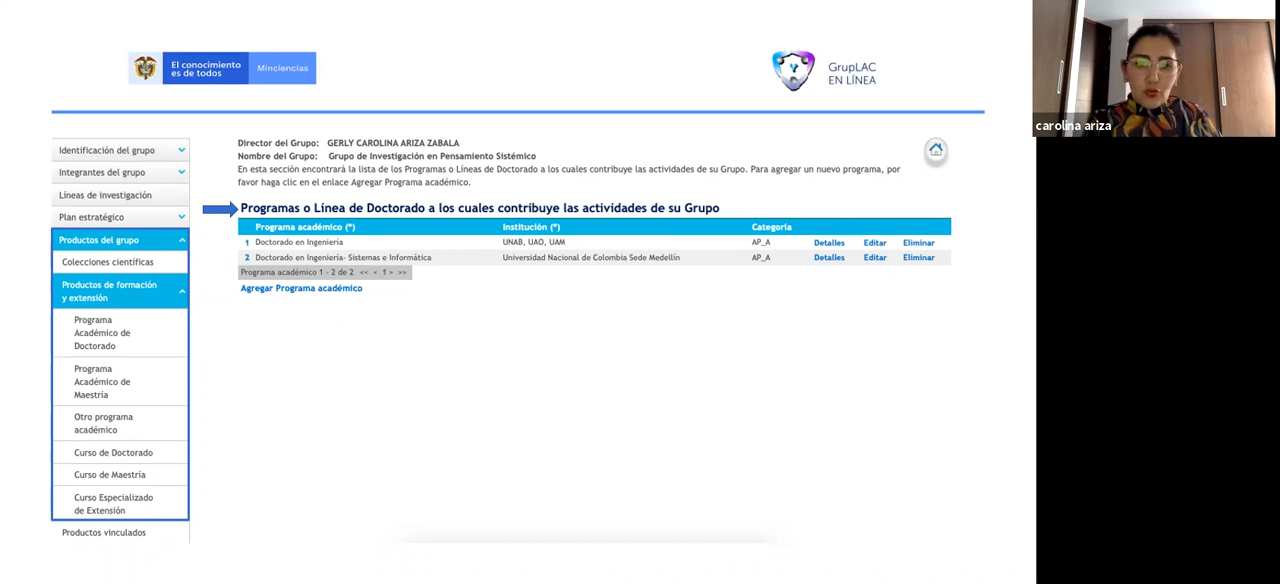 El conocimiento
es de todos
Minciencias
GrupLAC
EN LÍNEA
carolina ariza
Identificación del grupo
Integrantes del grupo
Líneas de investigación
Plan estratégico
Productos del grupo
Colecciones científicas
Productos de formación
y extensión
Programa
Académico de
Doctorado
Programa
Académico de
Maestría
Otro programa
académico
Curso de Doctorado
Curso de Maestría
Curso Especializado
de Extensión
Productos vinculados
Director del Grupo: GERLY CAROLINA ARIZA ZABALA
Nombre del Grupo: Grupo de Investigación en Pensamiento Sistémico
En esta sección encontrará la lista de los Programas o Líneas de Doctorado a los cuales contribuye las actividades de su Grupo. Para agregar un nuevo programa, por
favor haga clic en el enlace Agregar Programa académico.
Programas o Línea de Doctorado a los cuales contribuye las actividades de su Grupo
Programa académico (*) Institución (*) Categoría
1 Doctorado en Ingeniería UNAB, UAO, UAM AP_A Detalles Editar Eliminar
2 Doctorado en Ingeniería- Sistemas e Informática Universidad Nacional de Colombia Sede Medellín AP_A Detalles Editar Eliminar
Programa académico 1 - 2 de 2 << < 1 > >>
Agregar Programa académico